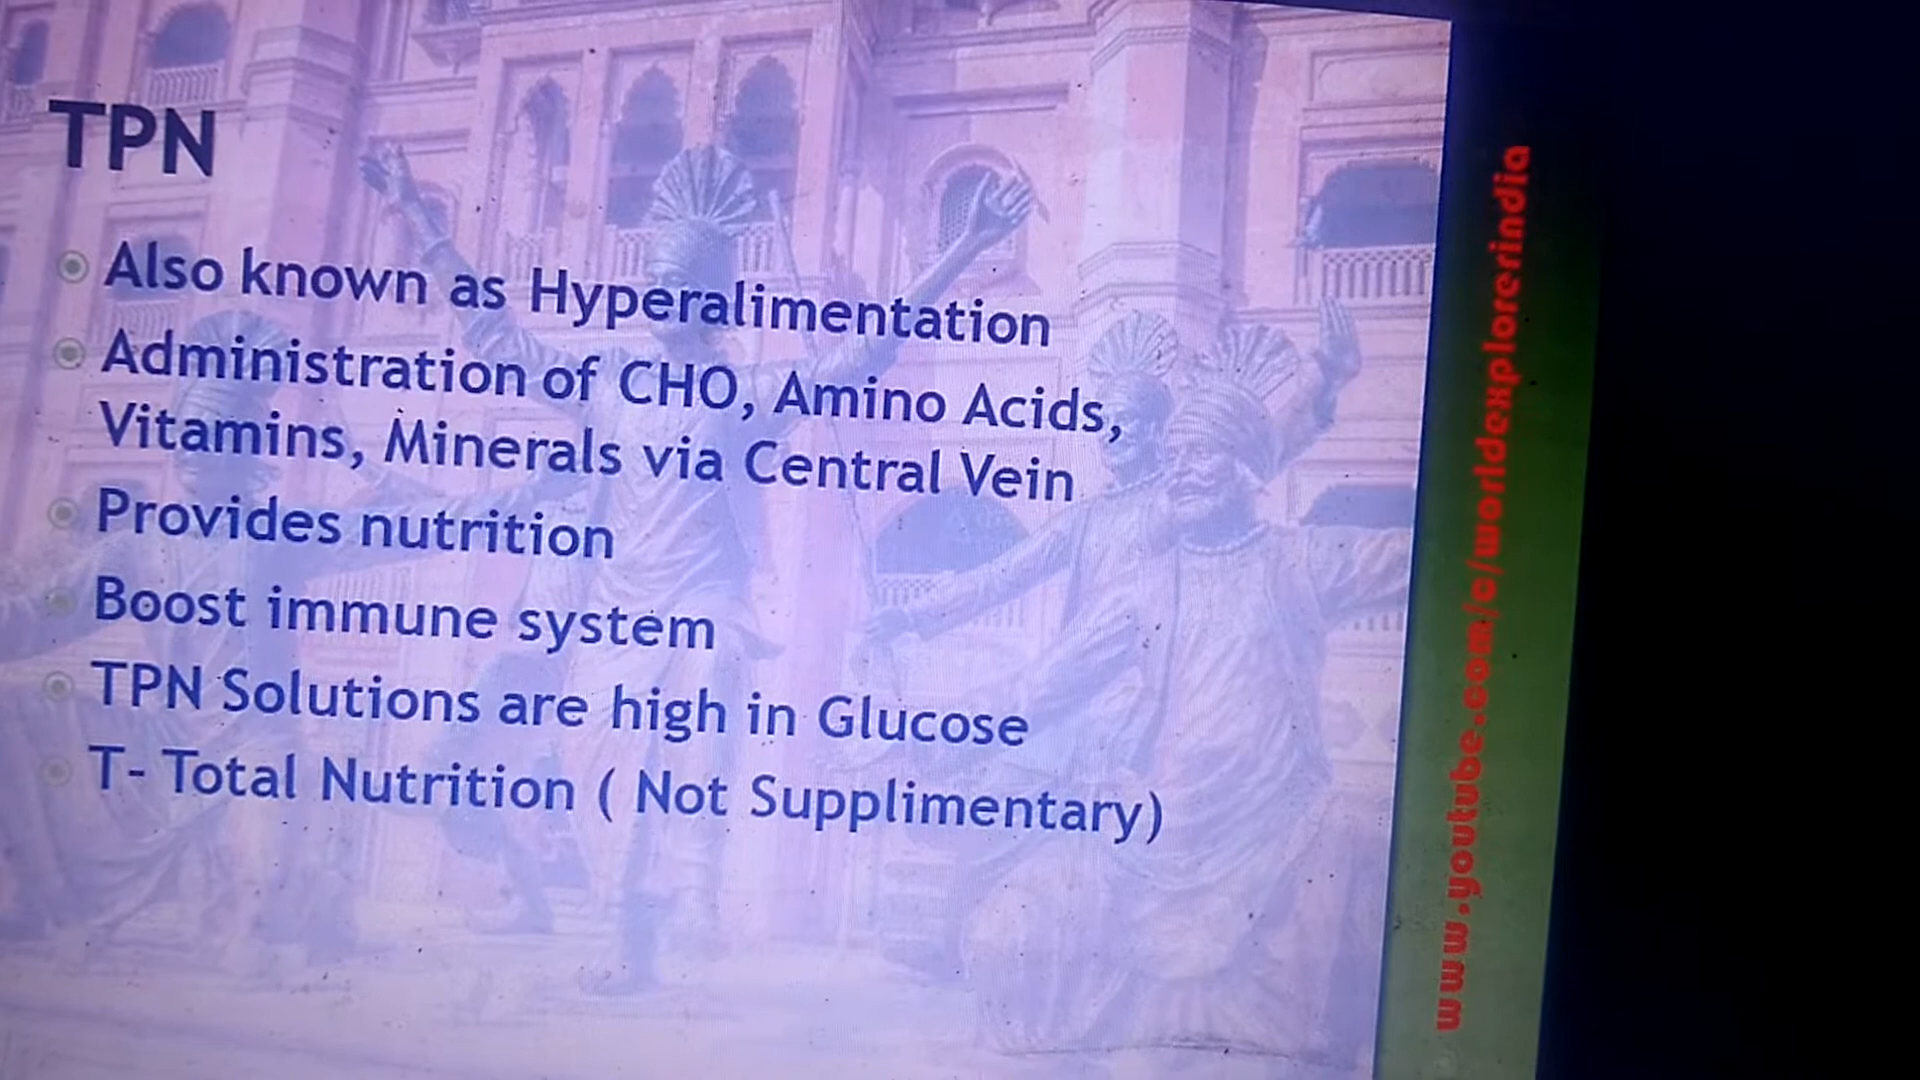 TPN
Also known as Hyperalimentation
Administration of CHO, Amino Acids,
Vitamins, Minerals via Central Vein
Provides nutrition
Boost immune system
TPN Solutions are high in Glucose
T- Total Nutrition ( Not Supplimentary)
www.youtube.com/c/worldexplorerindia